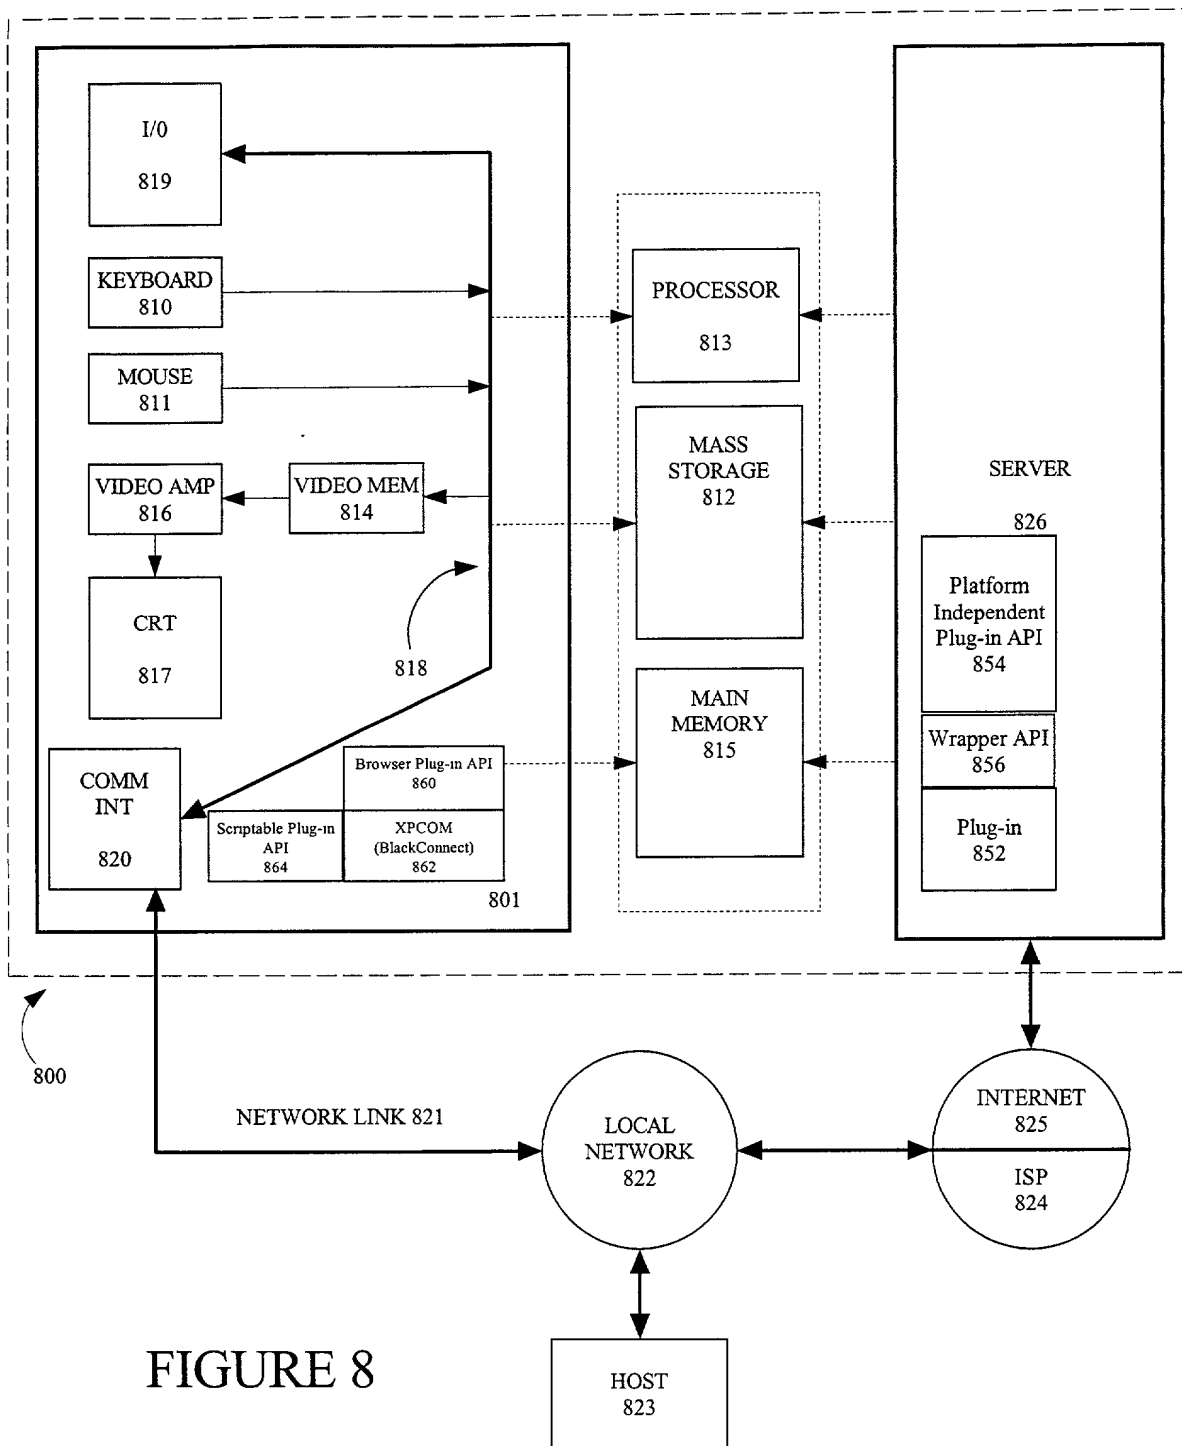 I/0
819
KEYBOARD
810
MOUSE
811
VIDEO AMP
816
VIDEO MEM
814
CRT
817
818
COMM
INT
820
Browser Plug-in API
860
Scriptable Plug-in
API
864
XPCOM
(BlackConnect)
862
801
PROCESSOR
813
MASS
STORAGE
812
MAIN
MEMORY
815
SERVER
826
Platform
Independent
Plug-in API
854
Wrapper API
856
Plug-in
852
800
NETWORK LINK 821
LOCAL
NETWORK
822
INTERNET
825
ISP
824
HOST
823
FIGURE 8